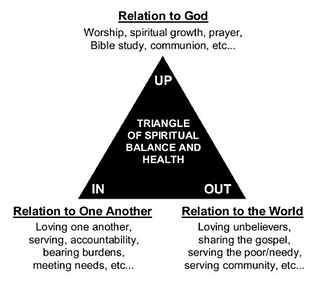 Relation to God
Worship, spiritual growth, prayer,
Bible study, communion, etc...
UP
TRIANGLE
OF SPIRITUAL
BALANCE AND
HEALTH
IN
OUT
Relation to One Another
Loving one another,
serving, accountability,
bearing burdens,
meeting needs, etc...
Relation to the World
Loving unbelievers,
sharing the gospel,
serving the poor/needy,
serving community, etc...